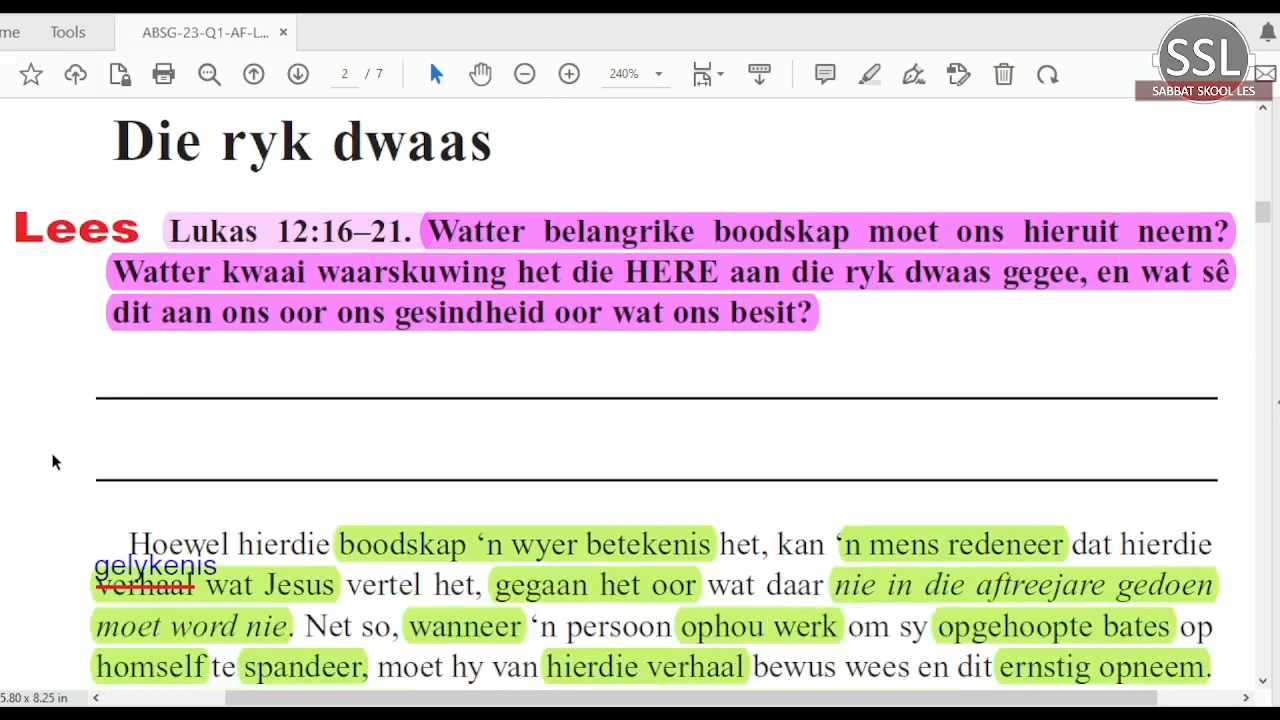 me Tools ABSG-23-Q1-AF-L... ×
SSL
SABBAT SKOOL LES
2 / 7 240%
Die ryk dwaas
Lees Lukas 12:16–21. Watter belangrike boodskap moet ons hieruit neem?
Watter kwaai waarskuwing het die HERE aan die ryk dwaas gegee, en wat sê
dit aan ons oor ons gesindheid oor wat ons besit?
Hoewel hierdie boodskap ‘n wyer betekenis het, kan ‘n mens redeneer dat hierdie
gelykenis
verhaal wat Jesus vertel het, gegaan het oor wat daar nie in die aftreejare gedoen
moet word nie. Net so, wanneer ‘n persoon ophou werk om sy opgehoopte bates op
homself te spandeer, moet hy van hierdie verhaal bewus wees en dit ernstig opneem.
5.80 x 8.25 in